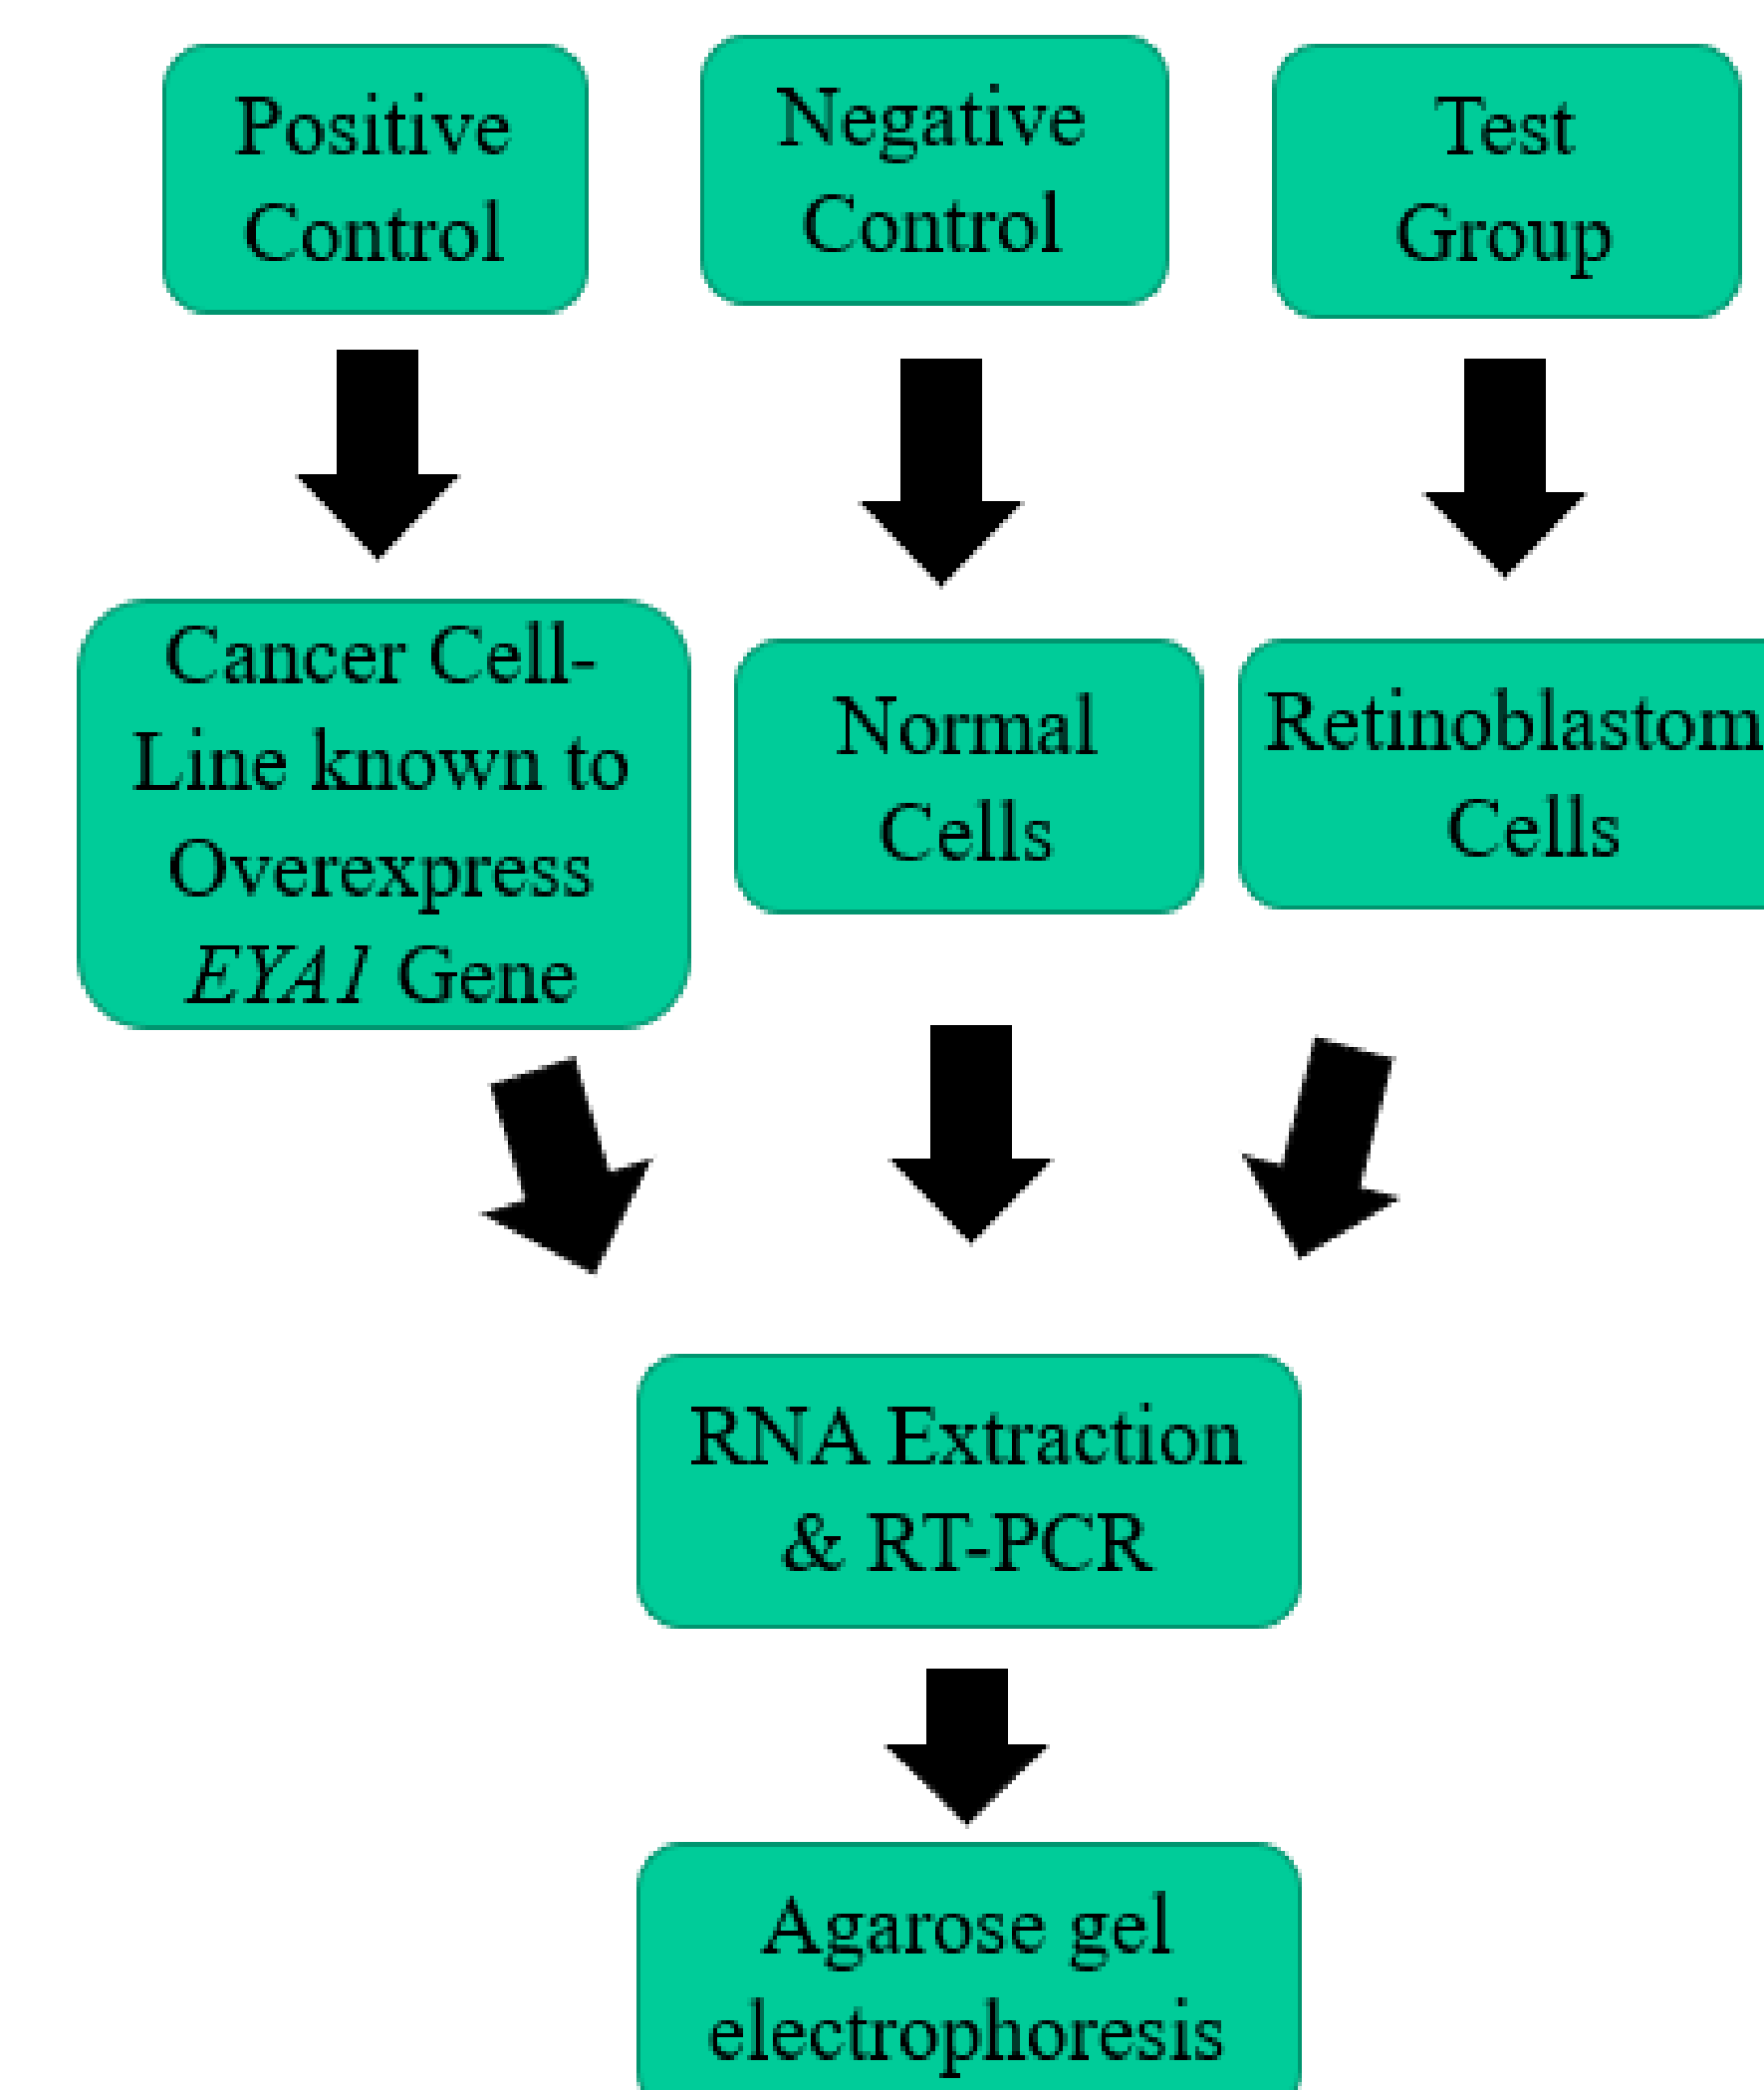 Positive
Control
Negative
Control
Test
Group
Cancer Cell-
Line known to
Overexpress
EYA1 Gene
Normal
Cells
Retinoblastom
Cells
RNA Extraction
& RT-PCR
Agarose gel
electrophoresis